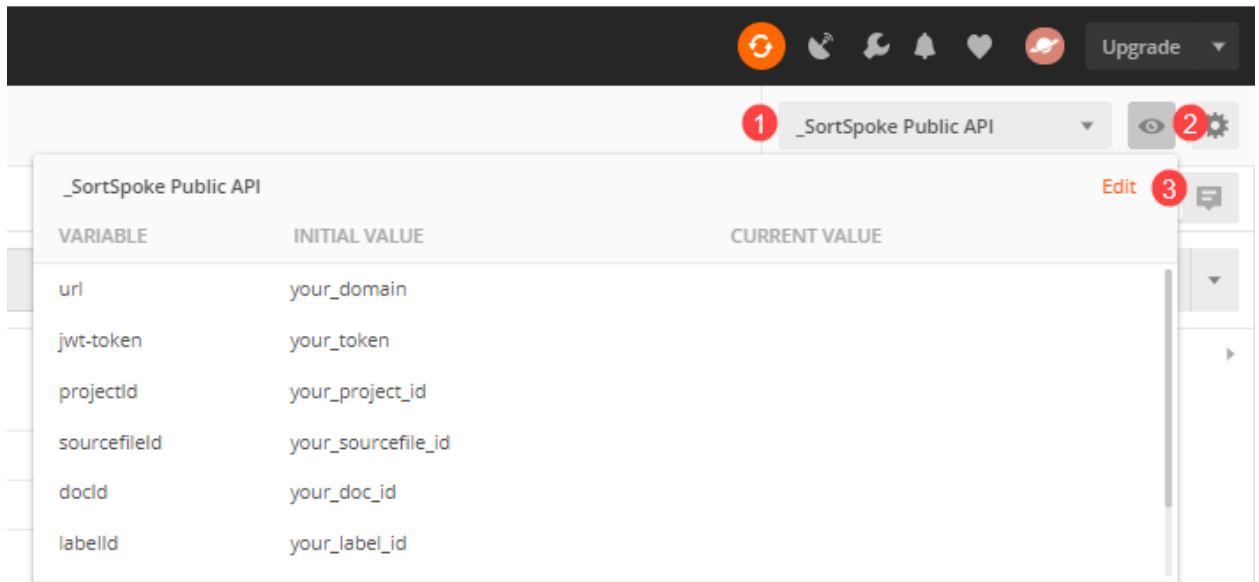 Upgrade
1 _SortSpoke Public API 2
_SortSpoke Public API Edit 3
VARIABLE INITIAL VALUE CURRENT VALUE
url your_domain
jwt-token your_token
projectId your_project_id
sourcefileId your_sourcefile_id
docId your_doc_id
labelId your_label_id